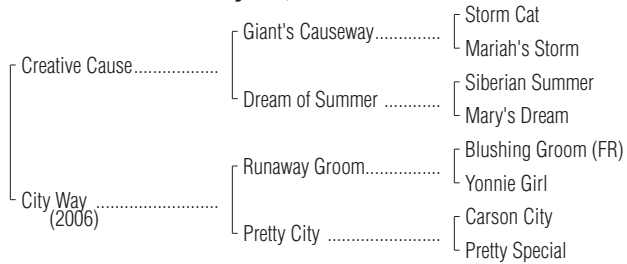 Storm Cat
Giant's Causeway..............
Mariah's Storm
Creative Cause..................
Siberian Summer
Dream of Summer ............
Mary's Dream
Blushing Groom (FR)
Runaway Groom................
Yonnie Girl
City Way ..........................
(2006)
Carson City
Pretty City ........................
Pretty Special